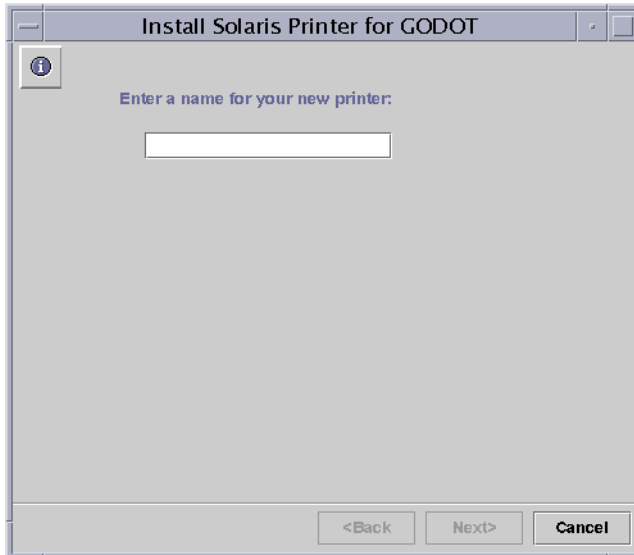 Install Solaris Printer for GODOT
Enter a name for your new printer:
<Back Next> Cancel